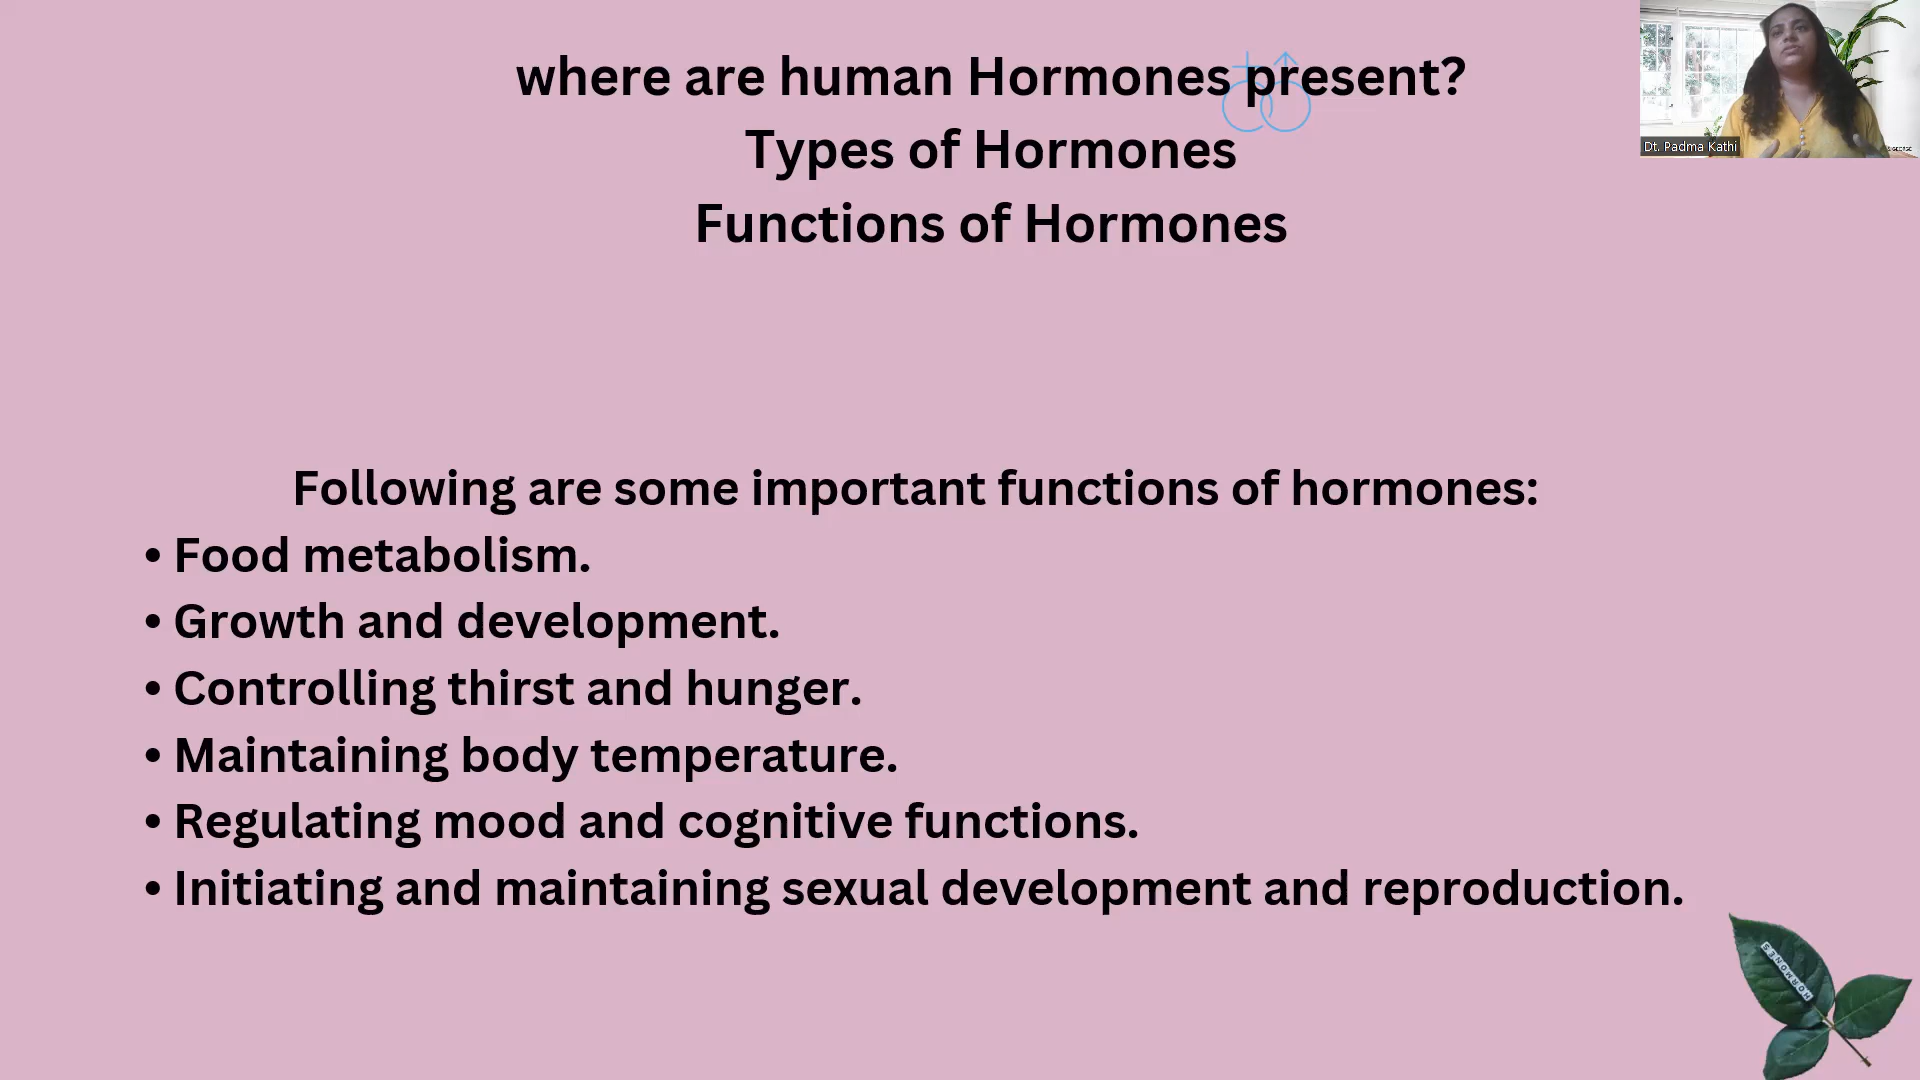 where are human Hormones present?
Types of Hormones
Functions of Hormones
Dt. Padma Kathi
Following are some important functions of hormones:
• Food metabolism.
• Growth and development.
• Controlling thirst and hunger.
• Maintaining body temperature.
• Regulating mood and cognitive functions.
• Initiating and maintaining sexual development and reproduction.
HORMONES